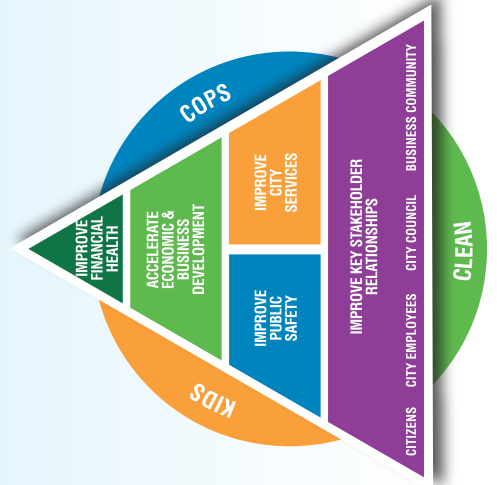 KIDS
COPS
IMPROVE
FINANCIAL
HEALTH
ACCELERATE
ECONOMIC &
BUSINESS
DEVELOPMENT
IMPROVE
PUBLIC
SAFETY
IMPROVE
CITY
SERVICES
IMPROVE KEY STAKEHOLDER
RELATIONSHIPS
CITIZENS CITY EMPLOYEES CITY COUNCIL BUSINESS COMMUNITY
CLEAN